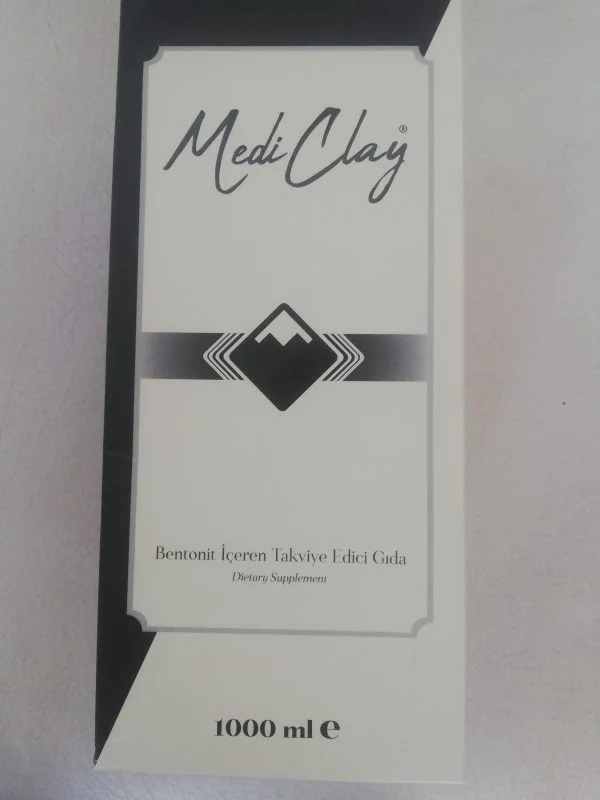 Medi Clay®
Bentonit İçeren Takviye Edici Gıda
Dietary Supplement
1000 ml ℮